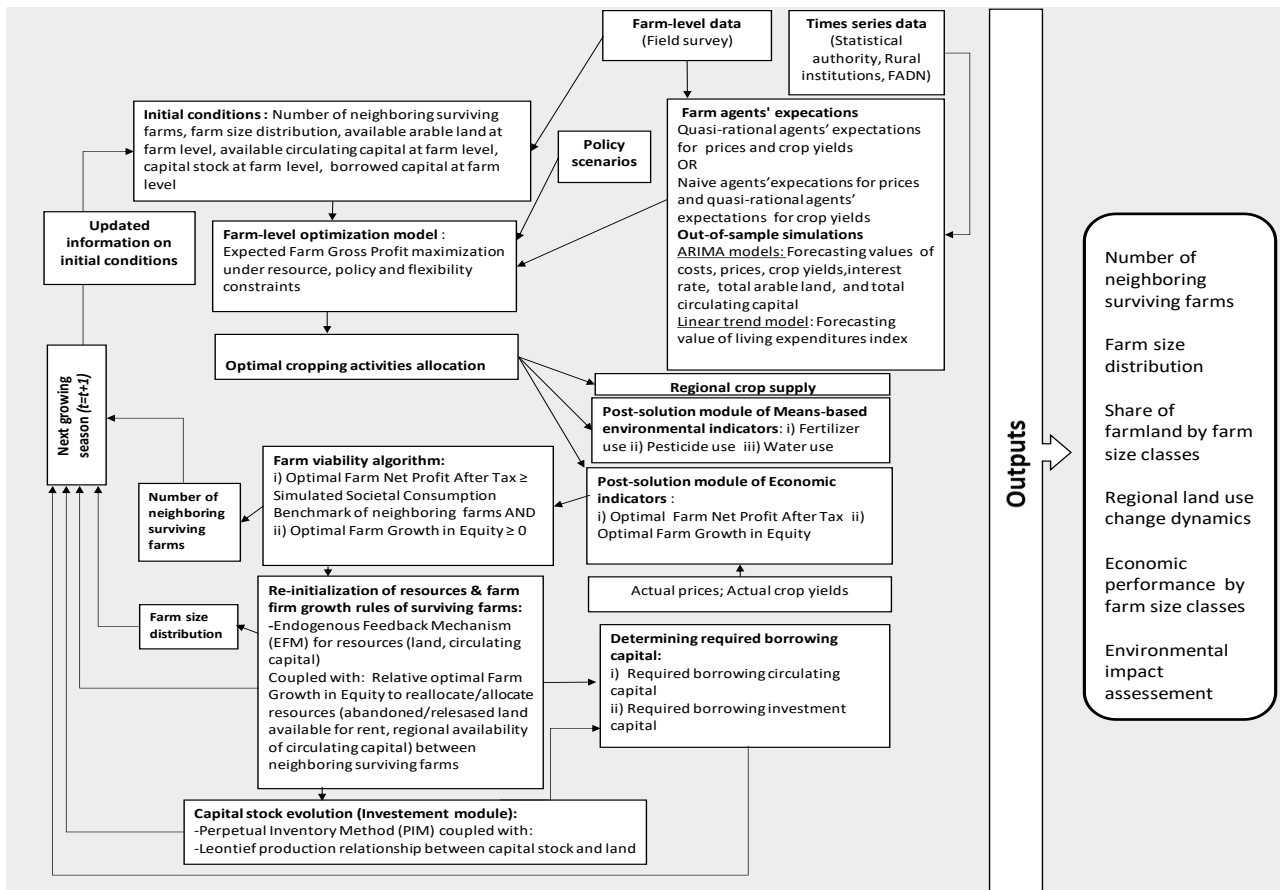 Farm-level data
(Field survey)
Times series data
(Statistical
authority, Rural
institutions, FADN)
Initial conditions : Number of neighboring surviving
farms, farm size distribution, available arable land at
farm level, available circulating capital at farm level,
capital stock at farm level, borrowed capital at farm
level
Policy
scenarios
Farm agents' expecations
Quasi-rational agents' expectations
for prices and crop yields
OR
Naive agents'expecations for prices
and quasi-rational agents'
expectations for crop yields
Out-of-sample simulations
ARIMA models: Forecasting values of
costs, prices, crop yields,interest
rate, total arable land, and total
circulating capital
Linear trend model: Forecasting
value of living expenditures index
Updated
information on
initial conditions
Farm-level optimization model :
Expected Farm Gross Profit maximization
under resource, policy and flexibility
constraints
Optimal cropping activities allocation
Regional crop supply
Post-solution module of Means-based
environmental indicators: i) Fertilizer
use ii) Pesticide use iii) Water use
Post-solution module of Economic
indicators :
i) Optimal Farm Net Profit After Tax ii)
Optimal Farm Growth in Equity
Actual prices; Actual crop yields
Next growing
season (t=t+1)
Farm viability algorithm:
i) Optimal Farm Net Profit After Tax ≥
Simulated Societal Consumption
Benchmark of neighboring farms AND
ii) Optimal Farm Growth in Equity ≥ 0
Number of
neighboring
surviving
farms
Farm size
distribution
Re-initialization of resources & farm
firm growth rules of surviving farms:
-Endogenous Feedback Mechanism
(EFM) for resources (land, circulating
capital)
Coupled with: Relative optimal Farm
Growth in Equity to reallocate/allocate
resources (abandoned/relesased land
available for rent, regional availability
of circulating capital) between
neighboring surviving farms
Determining required borrowing
capital:
i) Required borrowing circulating
capital
ii) Required borrowing investment
capital
Capital stock evolution (Investement module):
-Perpetual Inventory Method (PIM) coupled with:
-Leontief production relationship between capital stock and land
Outputs
Number of
neighboring
surviving farms
Farm size
distribution
Share of
farmland by farm
size classes
Regional land use
change dynamics
Economic
performance by
farm size classes
Environmental
impact
assessement